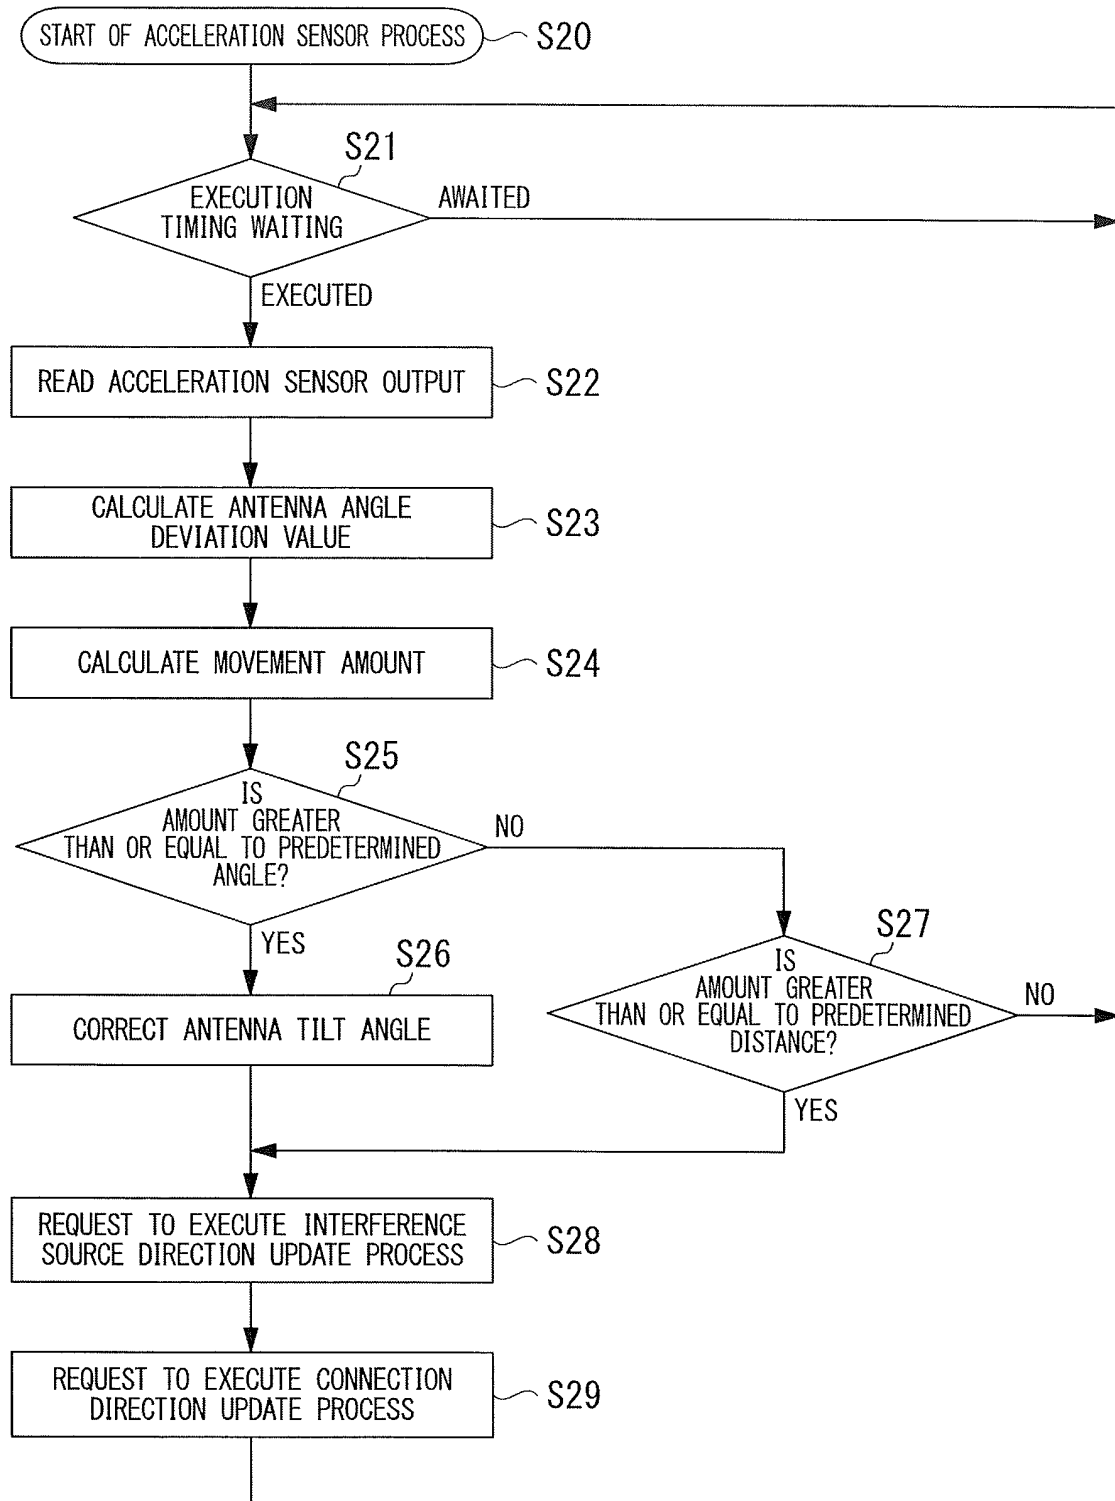 START OF ACCELERATION SENSOR PROCESS
S20
S21
EXECUTION
TIMING WAITING
AWAITED
EXECUTED
READ ACCELERATION SENSOR OUTPUT
S22
CALCULATE ANTENNA ANGLE
DEVIATION VALUE
S23
CALCULATE MOVEMENT AMOUNT
S24
S25
IS
AMOUNT GREATER
THAN OR EQUAL TO PREDETERMINED
ANGLE?
NO
YES
S26
CORRECT ANTENNA TILT ANGLE
S27
IS
AMOUNT GREATER
THAN OR EQUAL TO PREDETERMINED
DISTANCE?
NO
YES
REQUEST TO EXECUTE INTERFERENCE
SOURCE DIRECTION UPDATE PROCESS
S28
REQUEST TO EXECUTE CONNECTION
DIRECTION UPDATE PROCESS
S29